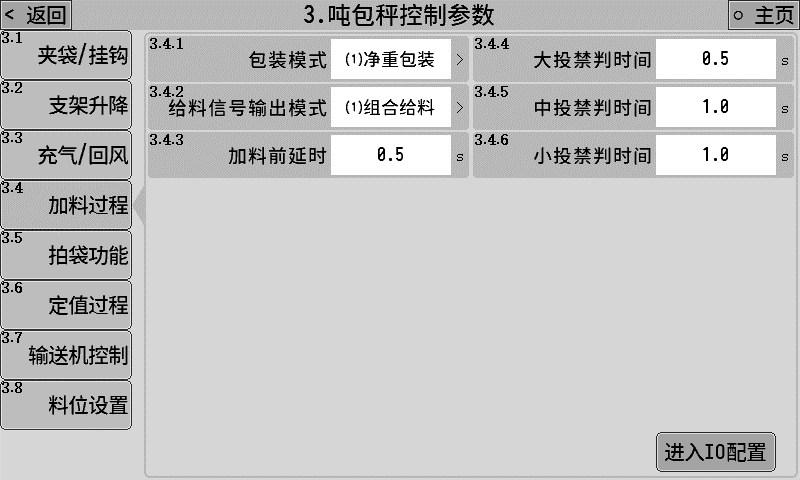 < 返回
3.吨包秤控制参数
○ 主页
3.1 夹袋/挂钩
3.2 支架升降
3.3 充气/回风
3.4 加料过程
3.5 拍袋功能
3.6 定值过程
3.7 输送机控制
3.8 料位设置
3.4.1 包装模式 (1)净重包装 >
3.4.2 给料信号输出模式 (1)组合给料 >
3.4.3 加料前延时 0.5 s
3.4.4 大投禁判时间 0.5 s
3.4.5 中投禁判时间 1.0 s
3.4.6 小投禁判时间 1.0 s
进入IO配置